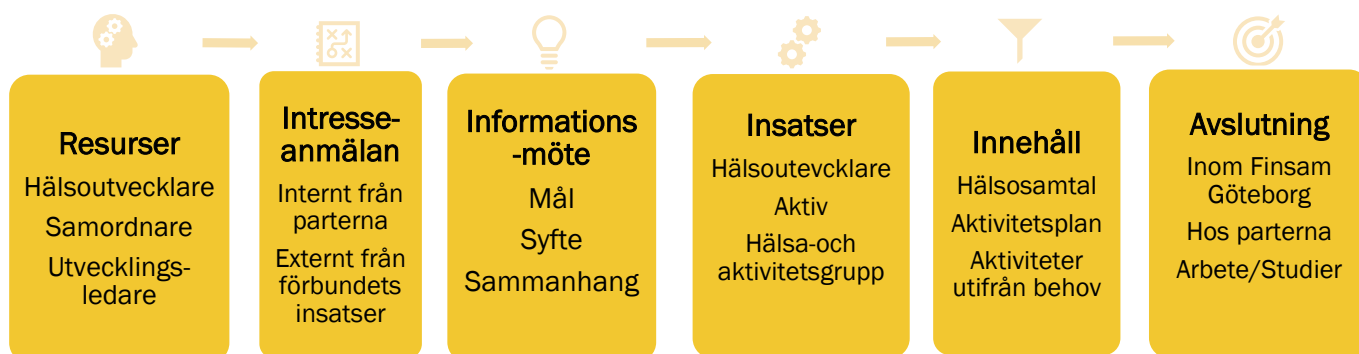 Resurser
Hälsoutvecklare
Samordnare
Utvecklings-
ledare
Intresse-
anmälan
Internt från
parterna
Externt från
förbundets
insatser
Informations
-möte
Mål
Syfte
Sammanhang
Insatser
Hälsoutevcklare
Aktiv
Hälsa-och
aktivitetsgrupp
Innehåll
Hälsosamtal
Aktivitetsplan
Aktiviteter
utifrån behov
Avslutning
Inom Finsam
Göteborg
Hos parterna
Arbete/Studier